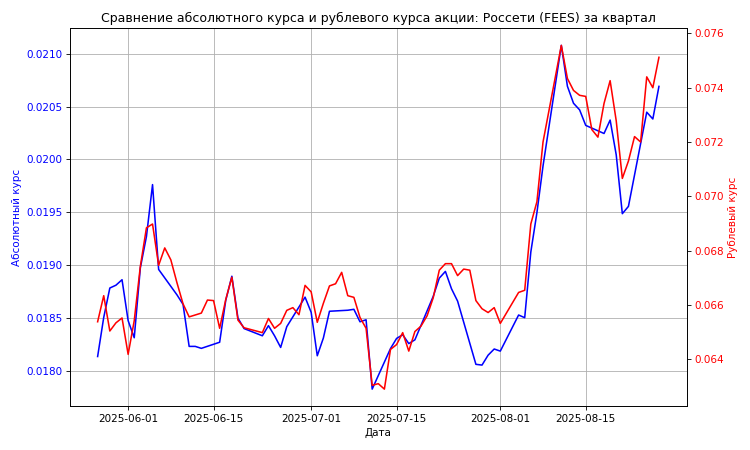 Сравнение абсолютного курса и рублевого курса акции: Россети (FEES) за квартал
Абсолютный курс
0.0210
0.0205
0.0200
0.0195
0.0190
0.0185
0.0180
0.076
0.074
0.072
0.070
0.068
0.066
0.064
Рублевый курс
2025-06-01 2025-06-15 2025-07-01 2025-07-15 2025-08-01 2025-08-15
Дата